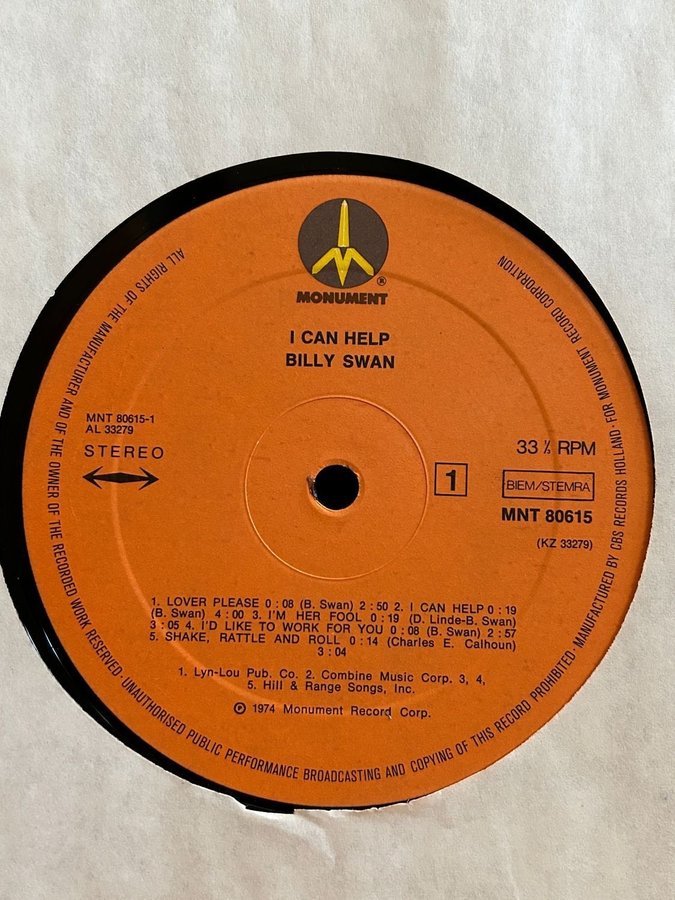 ®
MONUMENT
I CAN HELP
BILLY SWAN
MNT 80615-1
AL 33279
STEREO
33 ⅓ RPM
1
BIEM/STEMRA
MNT 80615
(KZ 33279)
1. LOVER PLEASE 0 : 08 (B. Swan) 2 : 50 2. I CAN HELP 0 : 19
(B. Swan) 4 : 00 3. I'M HER FOOL 0 : 19 (D. Linde-B. Swan)
3 : 05 4. I'D LIKE TO WORK FOR YOU 0 : 08 (B. Swan) 2 : 57
5. SHAKE, RATTLE AND ROLL 0 : 14 (Charles E. Calhoun)
3 : 04
1. Lyn-Lou Pub. Co. 2. Combine Music Corp. 3, 4,
5. Hill & Range Songs, Inc.
℗ 1974 Monument Record Corp.
ALL RIGHTS OF THE MANUFACTURER AND OF THE OWNER OF THE RECORDED WORK RESERVED · UNAUTHORISED PUBLIC PERFORMANCE BROADCASTING AND COPYING OF THIS RECORD PROHIBITED · MANUFACTURED BY CBS RECORDS HOLLAND · FOR MONUMENT RECORD CORPORATION